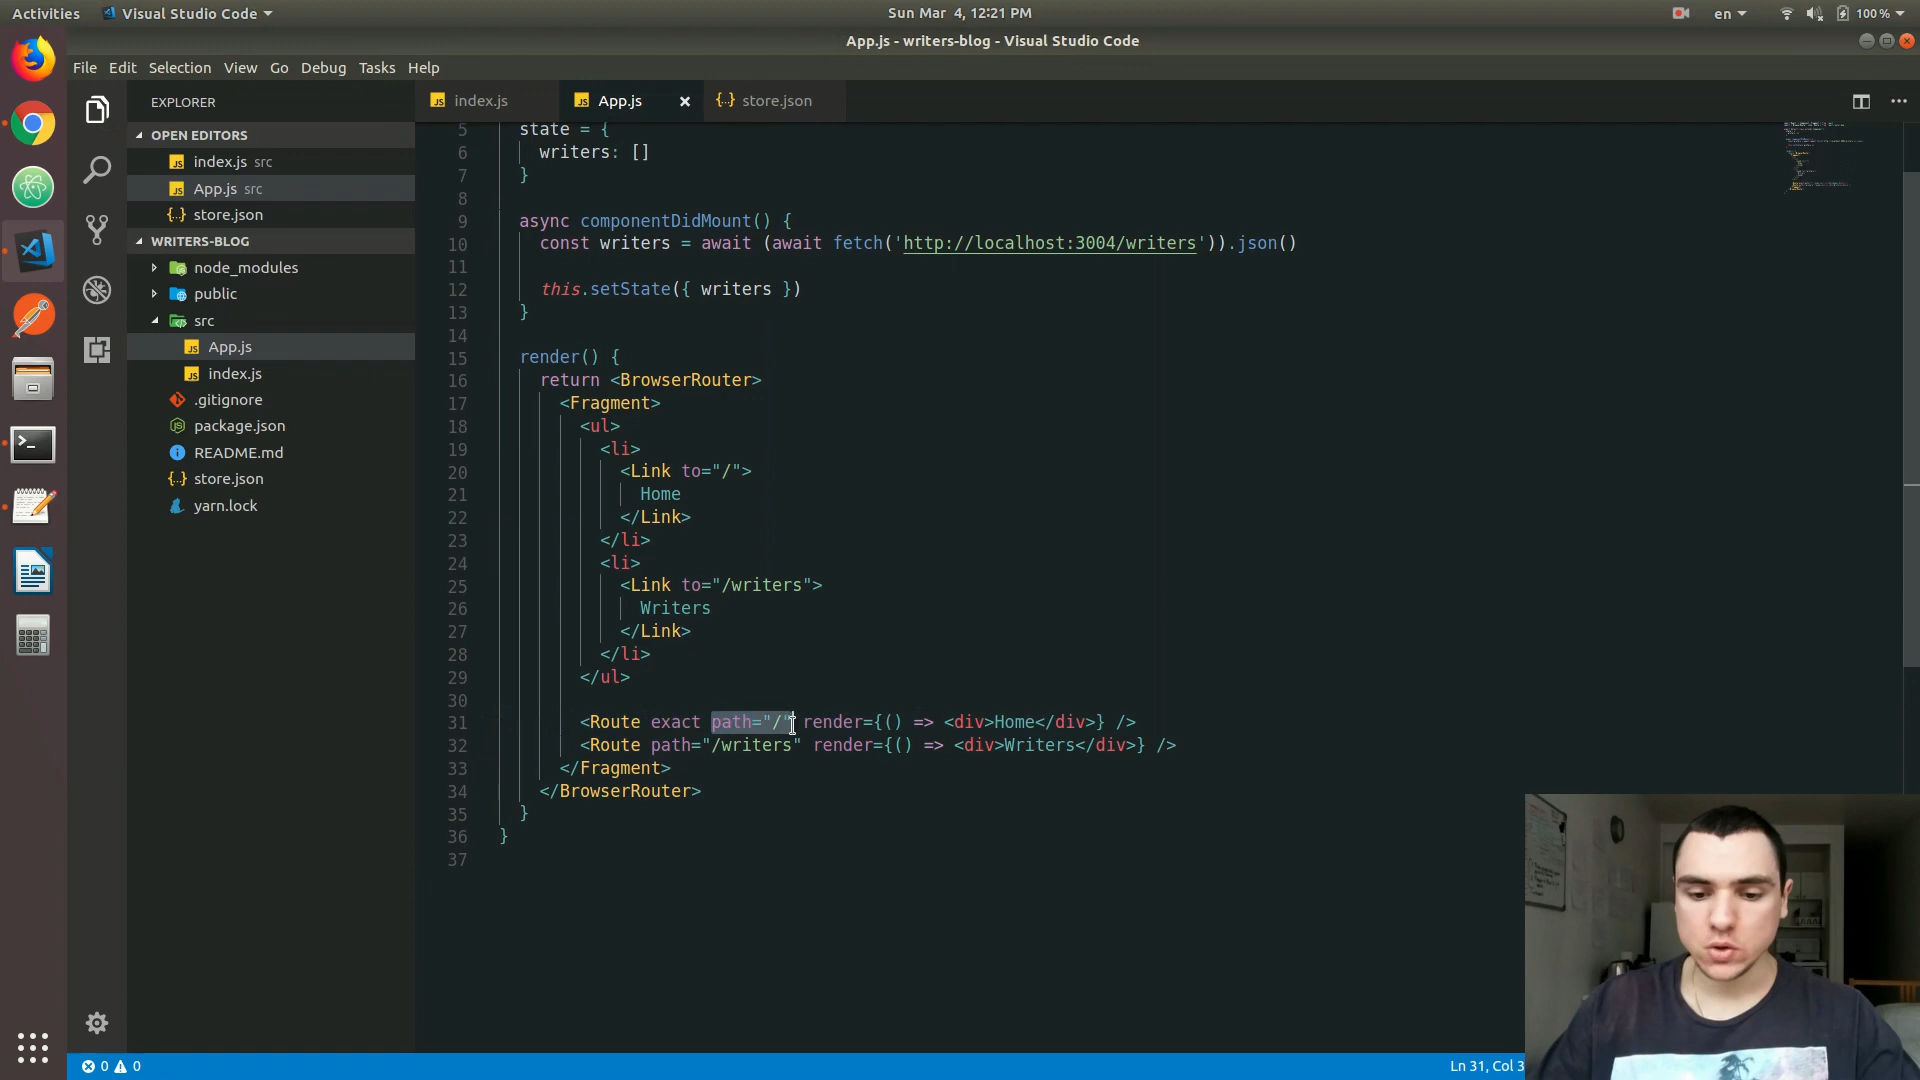 Activities
Visual Studio Code
Sun Mar 4, 12:21 PM
en
100 %
App.js - writers-blog - Visual Studio Code
File Edit Selection View Go Debug Tasks Help
EXPLORER
OPEN EDITORS
JS index.js src
JS App.js src
{··} store.json
WRITERS-BLOG
node_modules
public
src
JS App.js
JS index.js
.gitignore
package.json
README.md
{··} store.json
yarn.lock
JS index.js
JS App.js
{··} store.json
5 state = {
6 writers: []
7 }
8
9 async componentDidMount() {
10 const writers = await (await fetch('http://localhost:3004/writers')).json()
11
12 this.setState({ writers })
13 }
14
15 render() {
16 return <BrowserRouter>
17 <Fragment>
18 <ul>
19 <li>
20 <Link to="/">
21 Home
22 </Link>
23 </li>
24 <li>
25 <Link to="/writers">
26 Writers
27 </Link>
28 </li>
29 </ul>
30
31 <Route exact path="/" render={() => <div>Home</div>} />
32 <Route path="/writers" render={() => <div>Writers</div>} />
33 </Fragment>
34 </BrowserRouter>
35 }
36 }
37
0 0
Ln 31, Col 3